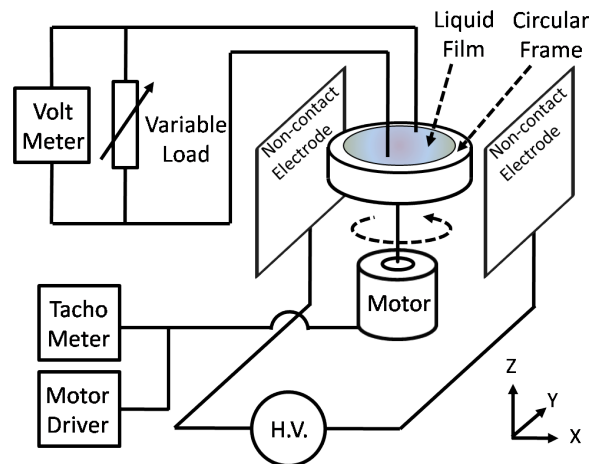 Liquid
Film
Circular
Frame
Volt
Meter
Variable
Load
Non-contact
Electrode
Non-contact
Electrode
Motor
Tacho
Meter
Motor
Driver
H.V.
Z
Y
X